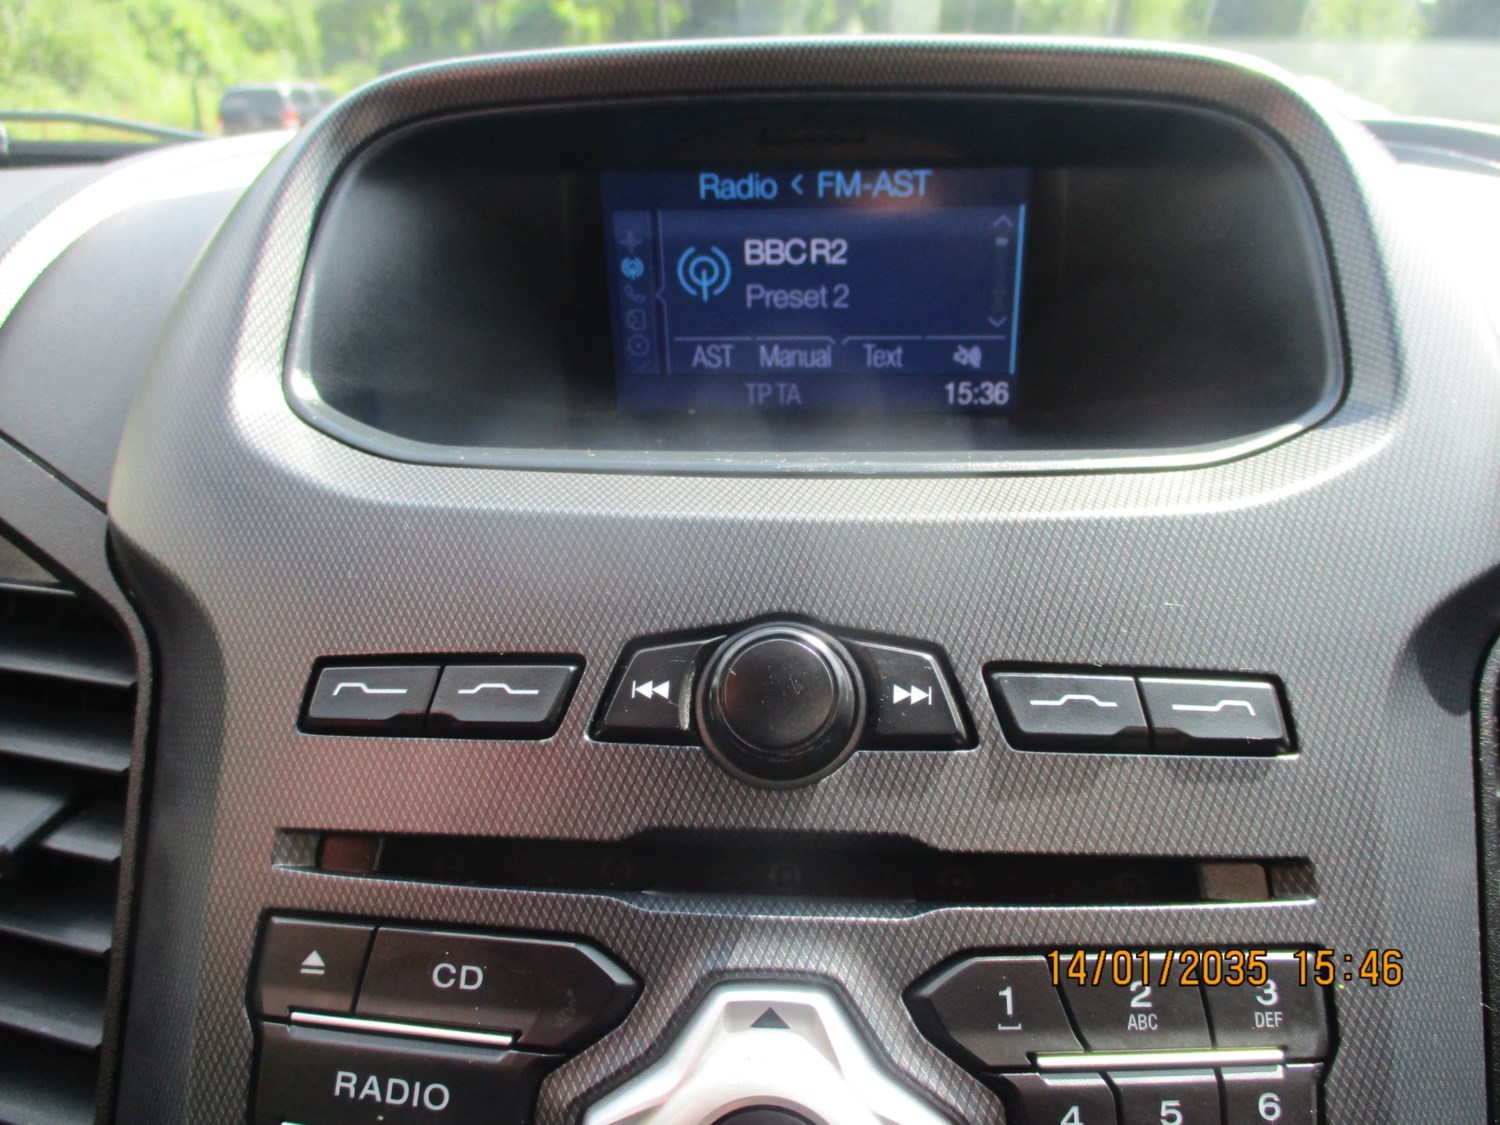 Radio < FM-AST
BBC R2
Preset 2
AST Manual Text
TP TA 15:36
CD
RADIO
1
2 ABC
3 DEF
14/01/2035 15:46
4 5 6